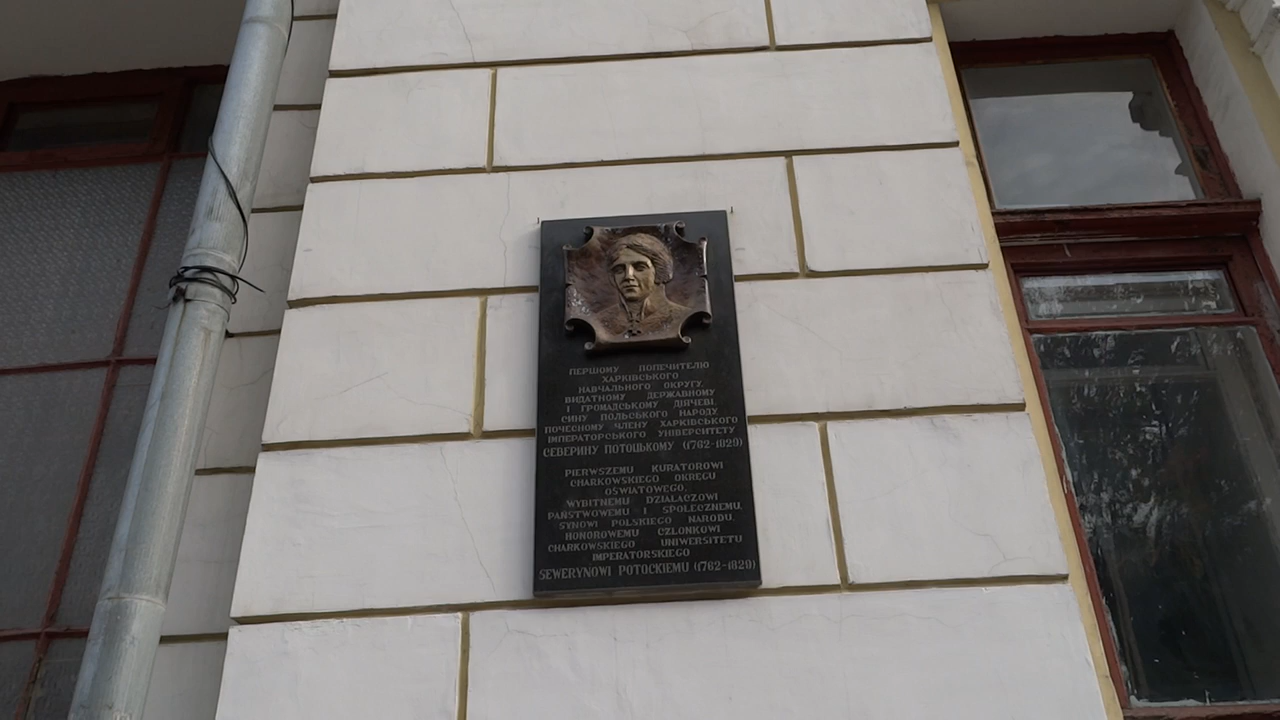 ПЕРШОМУ ПОПЕЧИТЕЛЮ
ХАРКІВСЬКОГО
НАВЧАЛЬНОГО ОКРУГУ,
ВИДАТНОМУ ДЕРЖАВНОМУ
І ГРОМАДСЬКОМУ ДІЯЧЕВІ,
СИНУ ПОЛЬСЬКОГО НАРОДУ,
ПОЧЕСНОМУ ЧЛЕНУ ХАРКІВСЬКОГО
ІМПЕРАТОРСЬКОГО УНІВЕРСИТЕТУ
СЕВЕРИНУ ПОТОЦЬКОМУ (1762-1829)
PIERWSZEMU KURATOROWI
CHARKOWSKIEGO OKRĘGU
OŚWIATOWEGO,
WYBITNEMU DZIAŁACZOWI
PAŃSTWOWEMU I SPOŁECZNEMU,
SYNOWI POLSKIEGO NARODU,
HONOROWEMU CZŁONKOWI
CHARKOWSKIEGO UNIWERSITETU
IMPERATORSKIEGO
SEWERYNOWI POTOCKIEMU (1762-1829)